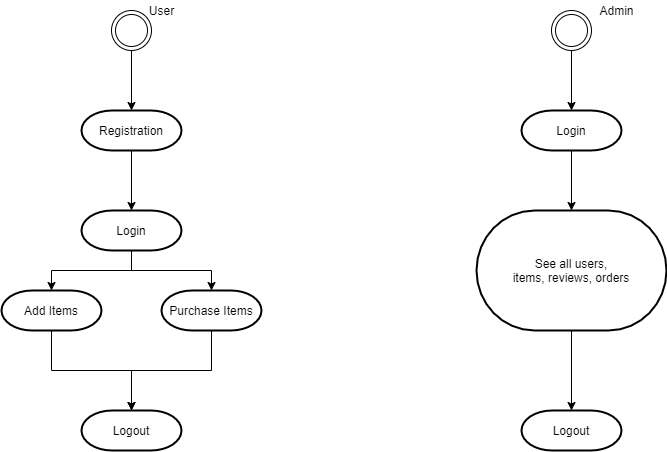 User
Admin
Registration
Login
Login
See all users,
items, reviews, orders
Add Items
Purchase Items
Logout
Logout